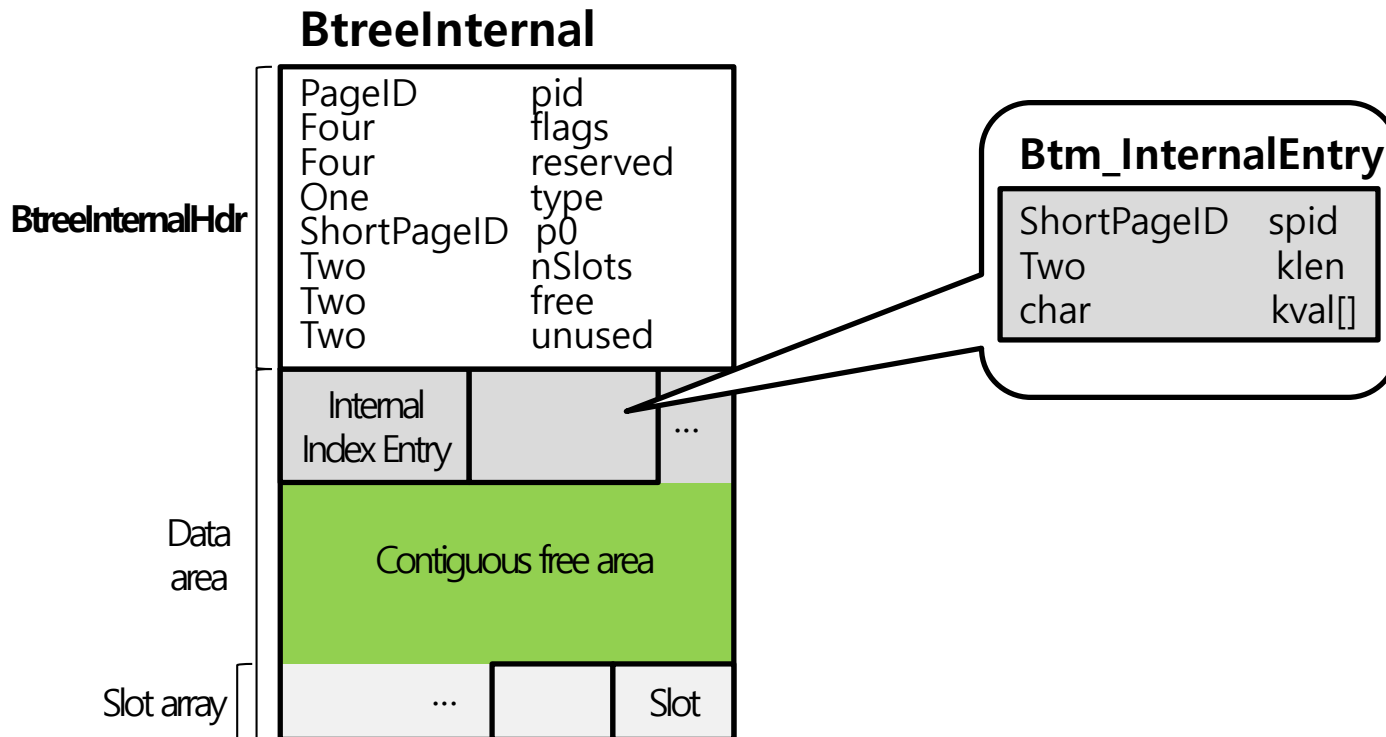 BtreeInternal
BtreeInternalHdr
PageID pid
Four flags
Four reserved
One type
ShortPageID p0
Two nSlots
Two free
Two unused
Btm_InternalEntry
ShortPageID spid
Two klen
char kval[]
Internal
Index Entry
...
Data
area
Contiguous free area
Slot array
...
Slot